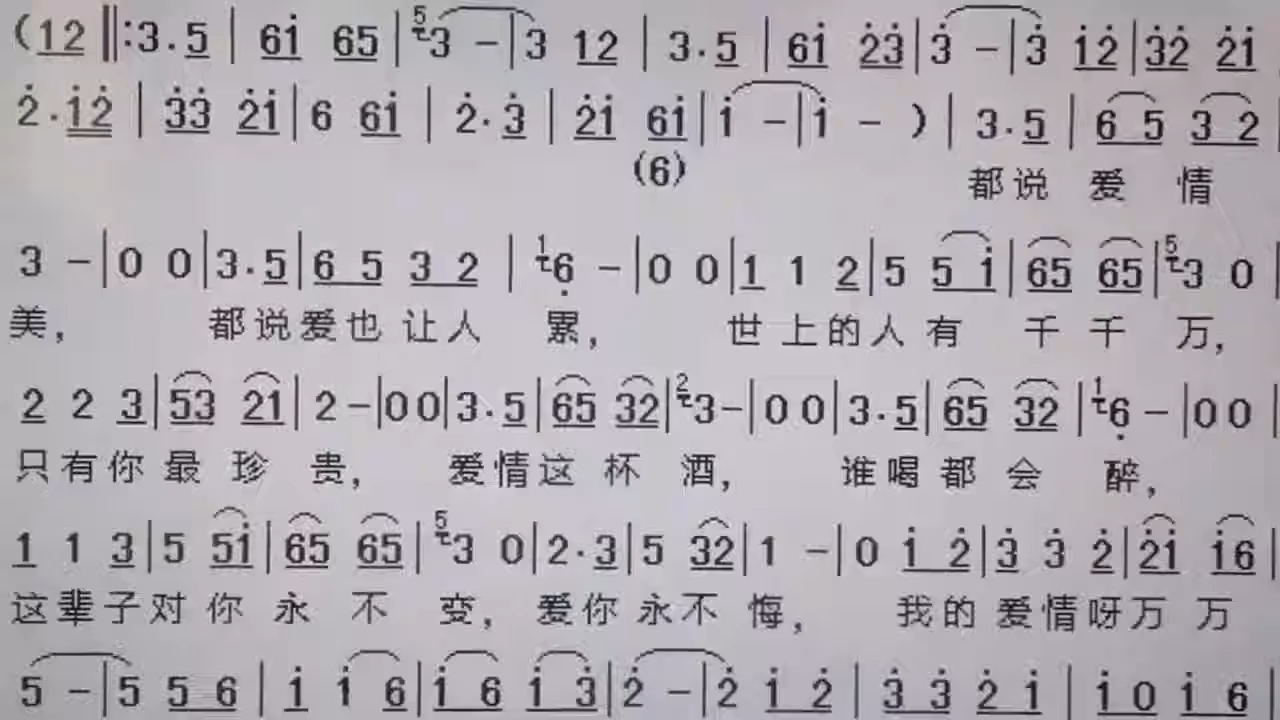 (12 ‖:3.5 | 6i 65 | 5 3 - | 3 12 | 3.5 | 6i 23 | 3 - | 3 i2 | 32 2i
2.i2 | 33 2i | 6 6i | 2.3 | 2i 6i | i - | i - ) | 3.5 | 6 5 3 2 |
(6)
都说 爱 情
3 - | 0 0 | 3.5 | 6 5 3 2 | 1 6 - | 0 0 | 1 1 2 | 5 5 i | 65 65 | 5 3 0 |
美, 都说爱也 让人 累, 世上的人有 千千 万,
2 2 3 | 53 21 | 2 - | 0 0 | 3.5 | 65 32 | 2 3 - | 0 0 | 3.5 | 65 32 | 1 6 - | 0 0 |
只有你最珍 贵, 爱情这杯 酒, 谁喝都会 醉,
1 1 3 | 5 5i | 65 65 | 5 3 0 | 2.3 | 5 32 | 1 - | 0 i 2 | 3 3 2 | 2i i6 |
这辈子对你永不 变, 爱你永不 悔, 我的爱情呀万万
5 - | 5 5 6 | i i 6 | i 6 i 3 | 2 - | 2 i 2 | 3 3 2 i | i 0 i 6 |